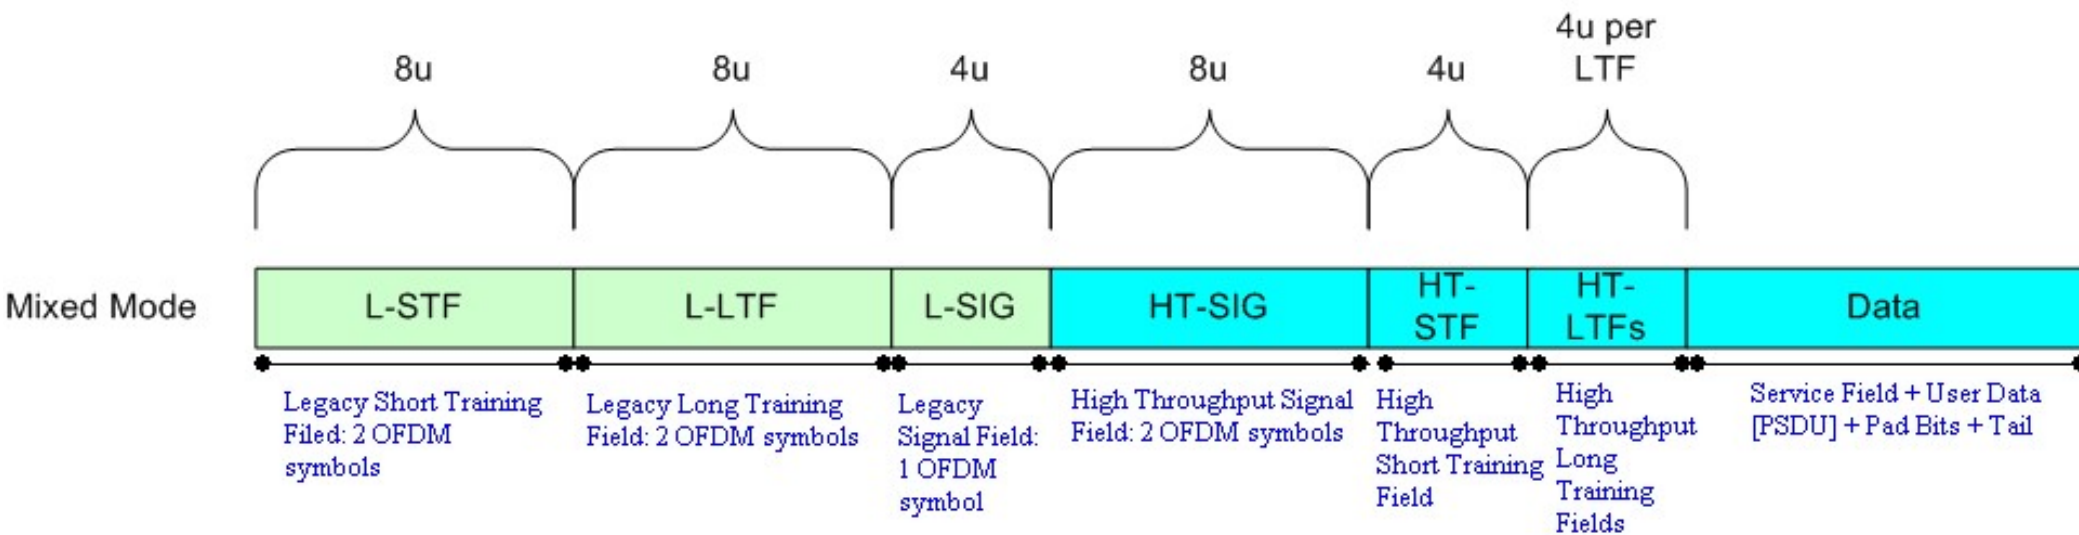 4u per
LTF
8u
8u
4u
8u
4u
Mixed Mode
L-STF
L-LTF
L-SIG
HT-SIG
HT-
STF
HT-
LTFs
Data
Legacy Short Training
Filed: 2 OFDM
symbols
Legacy Long Training
Field: 2 OFDM symbols
Legacy
Signal Field:
1 OFDM
symbol
High Throughput Signal
Field: 2 OFDM symbols
High
Throughput
Short Training
Field
High
Throughput
Long
Training
Fields
Service Field + User Data
[PSDU] + Pad Bits + Tail